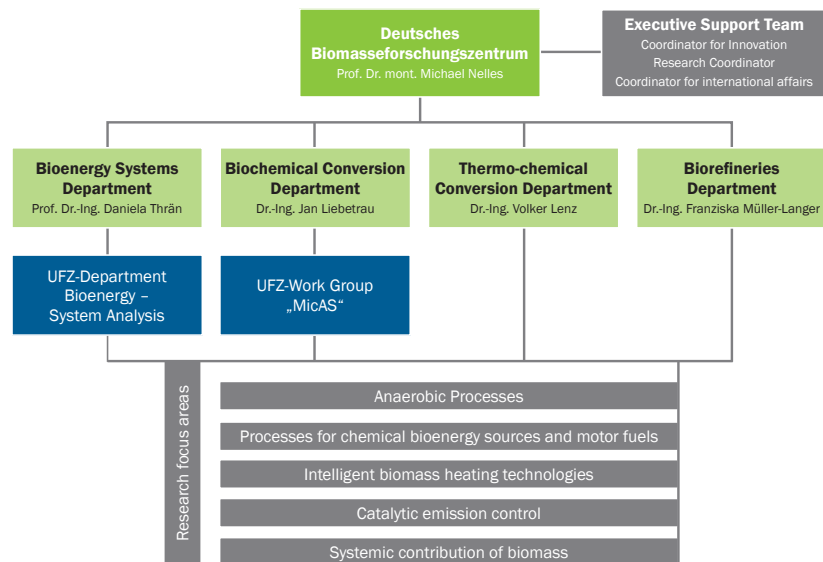 Deutsches
Biomasseforschungszentrum
Prof. Dr. mont. Michael Nelles
Executive Support Team
Coordinator for Innovation
Research Coordinator
Coordinator for international affairs
Bioenergy Systems
Department
Prof. Dr.-Ing. Daniela Thrän
Biochemical Conversion
Department
Dr.-Ing. Jan Liebetrau
Thermo-chemical
Conversion Department
Dr.-Ing. Volker Lenz
Biorefineries
Department
Dr.-Ing. Franziska Müller-Langer
UFZ-Department
Bioenergy –
System Analysis
UFZ-Work Group
„MicAS“
Research focus areas
Anaerobic Processes
Processes for chemical bioenergy sources and motor fuels
Intelligent biomass heating technologies
Catalytic emission control
Systemic contribution of biomass